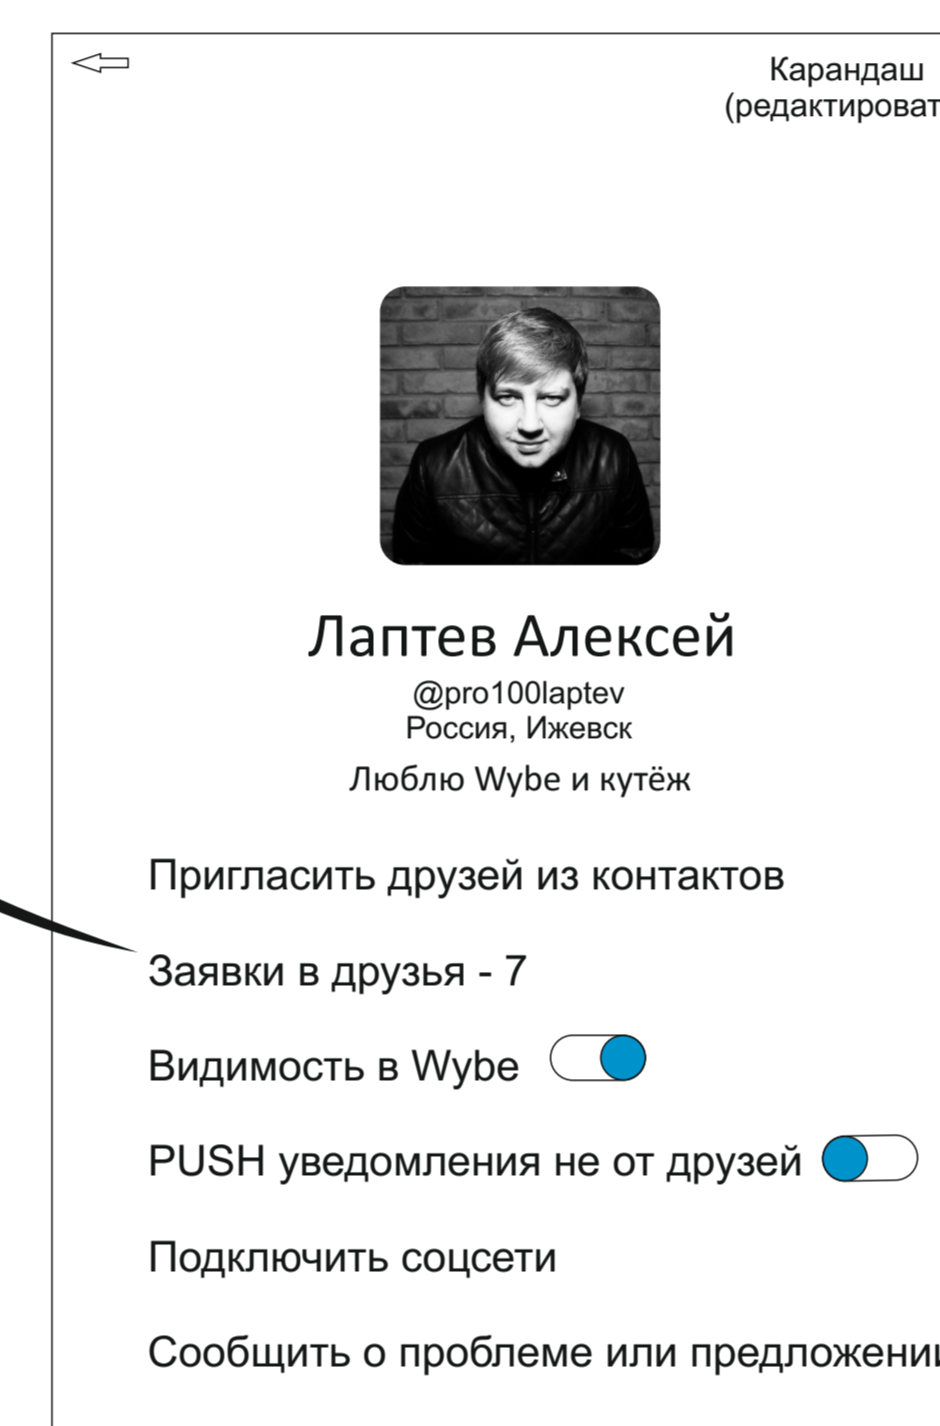 Карандаш
(редактироват
Лаптев Алексей
@pro100laptev
Россия, Ижевск
Люблю Wybe и кутёж
Пригласить друзей из контактов
Заявки в друзья - 7
Видимость в Wybe
PUSH уведомления не от друзей
Подключить соцсети
Сообщить о проблеме или предложени